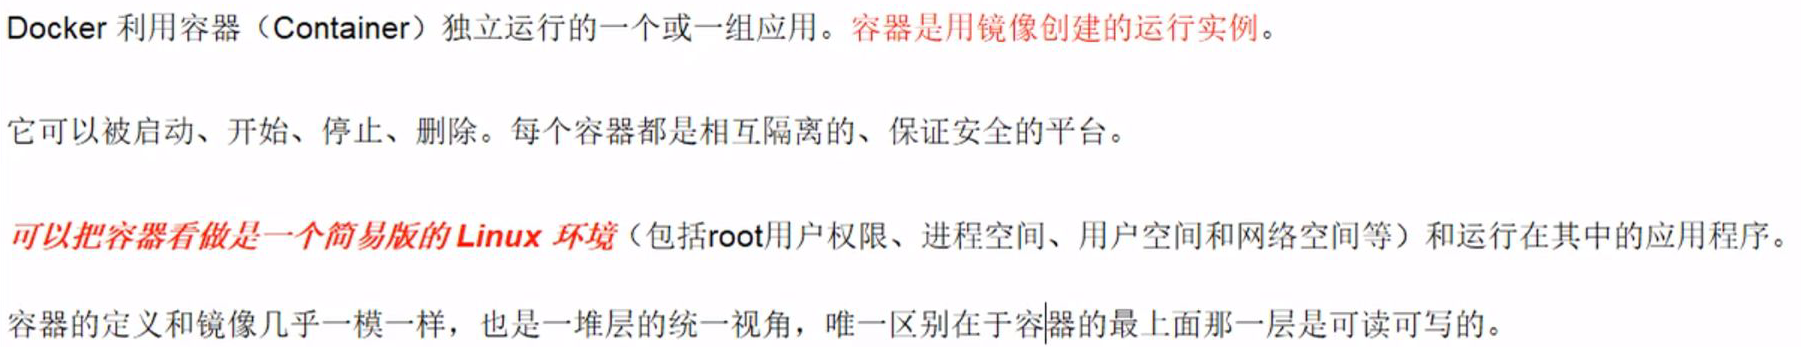 Docker 利用容器（Container）独立运行的一个或一组应用。容器是用镜像创建的运行实例。
它可以被启动、开始、停止、删除。每个容器都是相互隔离的、保证安全的平台。
可以把容器看做是一个简易版的 Linux 环境（包括root用户权限、进程空间、用户空间和网络空间等）和运行在其中的应用程序。
容器的定义和镜像几乎一模一样，也是一堆层的统一视角，唯一区别在于容器的最上面那一层是可读可写的。